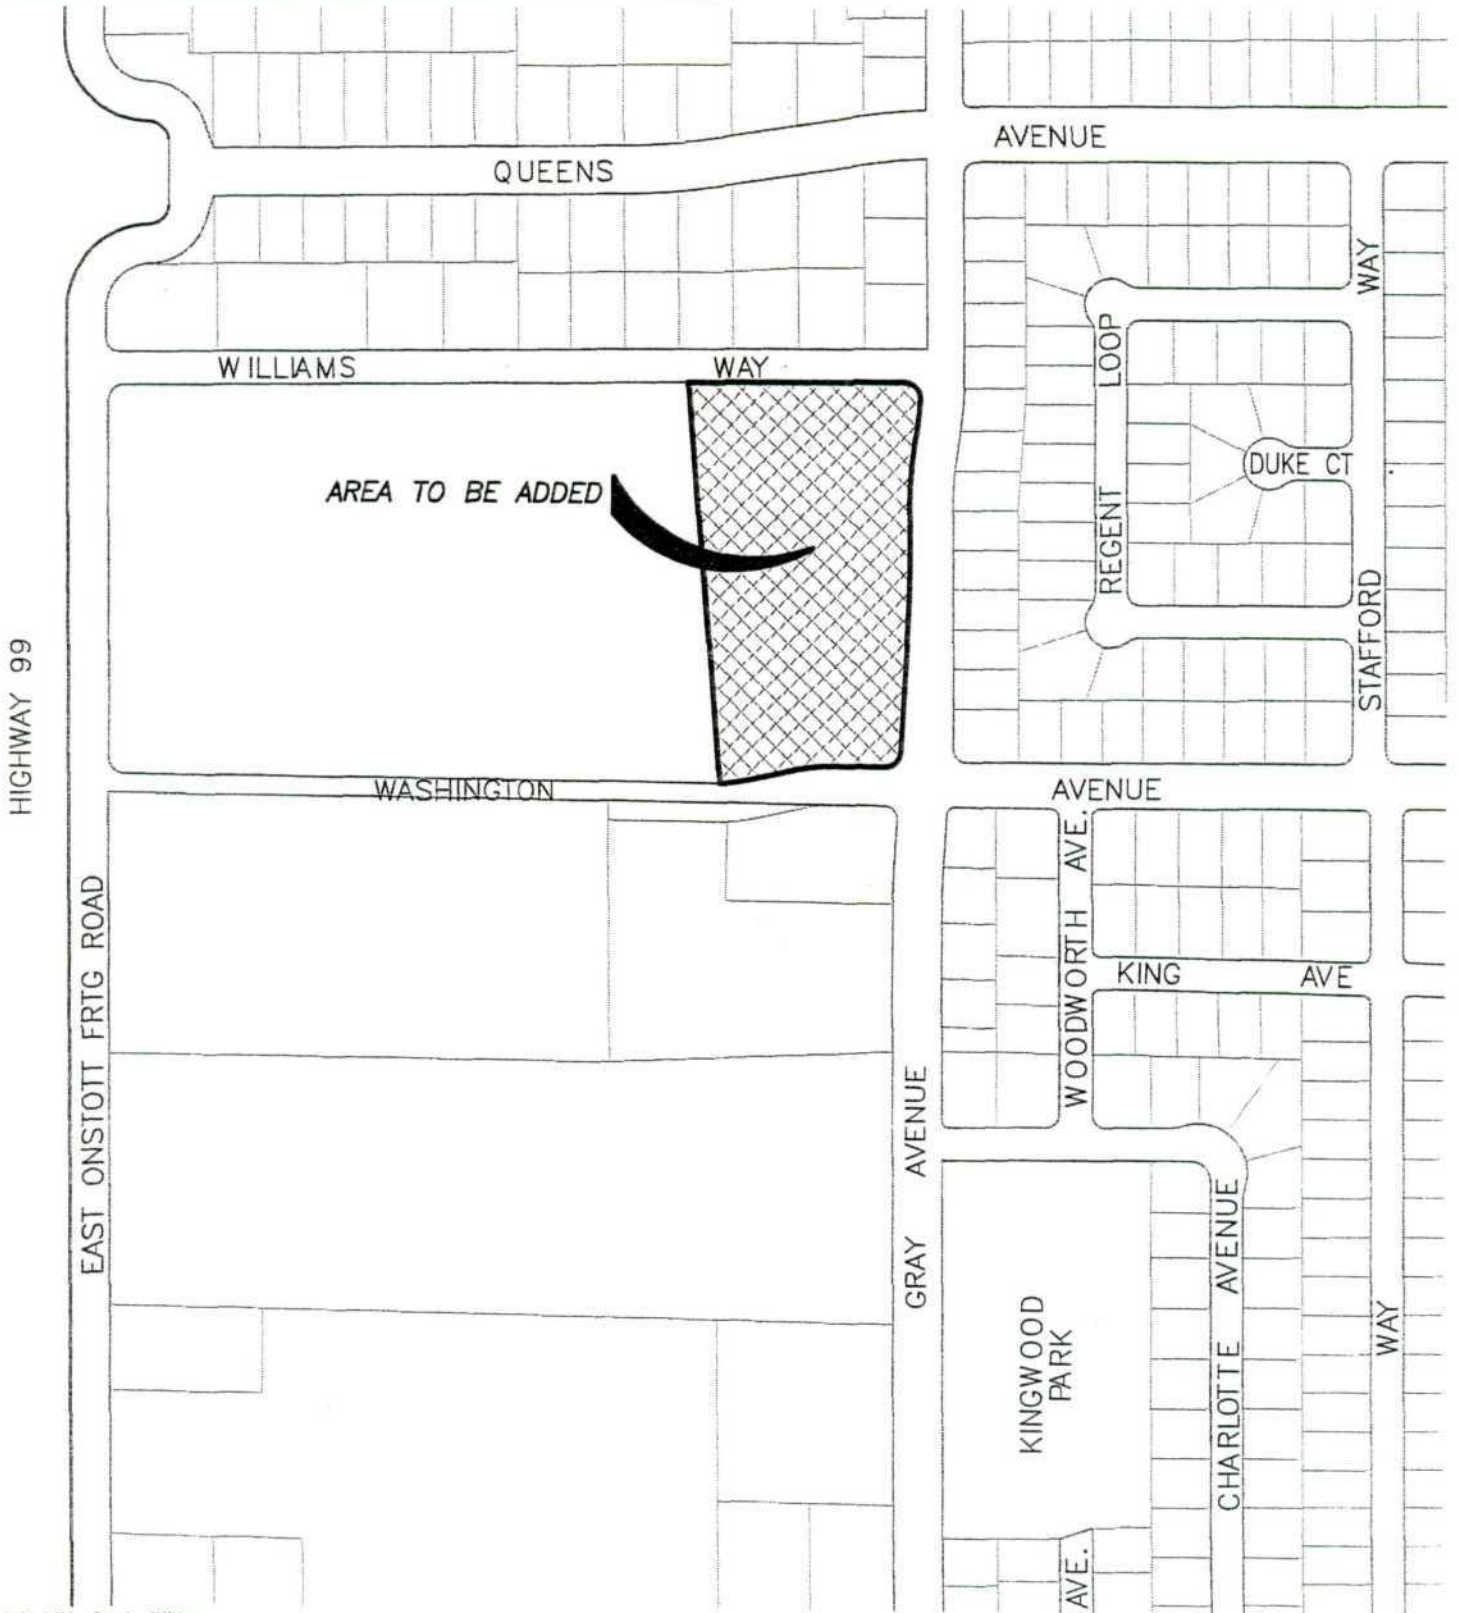 AVENUE
QUEENS
WAY
WILLIAMS
WAY
LOOP
AREA TO BE ADDED
DUKE CT
REGENT
STAFFORD
HIGHWAY 99
WASHINGTON
AVENUE
WOODWORTH AVE.
KING
AVE
EAST ONSTOTT FRTG ROAD
GRAY AVENUE
CHARLOTTE AVENUE
KINGWOOD
PARK
WAY
AVE.